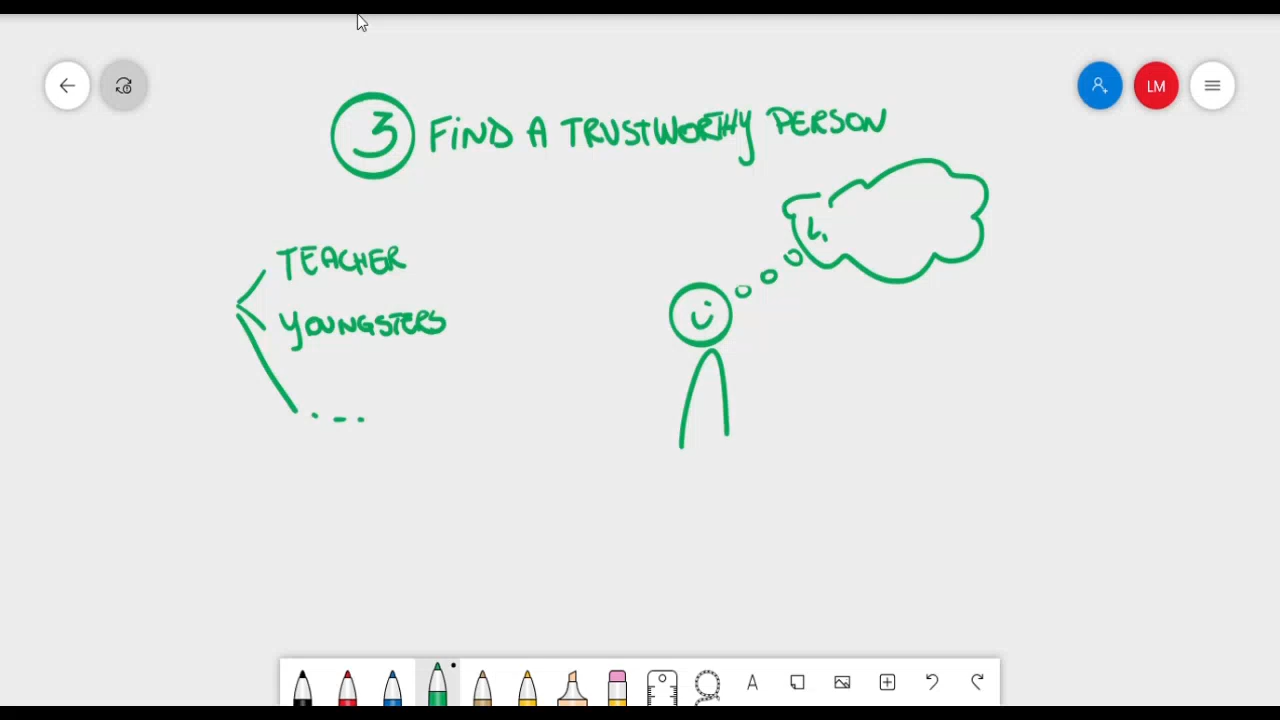 LM
3 FIND A TRUSTWORTHY PERSON
TEACHER
YOUNGSTERS
....
L.
A